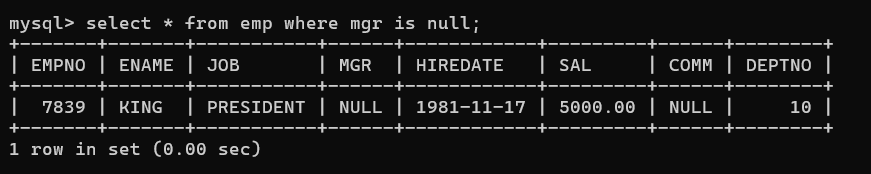 mysql> select * from emp where mgr is null;
+-------+-------+-----------+------+------------+---------+------+--------+
| EMPNO | ENAME | JOB       | MGR  | HIREDATE   | SAL     | COMM | DEPTNO |
+-------+-------+-----------+------+------------+---------+------+--------+
|  7839 | KING  | PRESIDENT | NULL | 1981-11-17 | 5000.00 | NULL |     10 |
+-------+-------+-----------+------+------------+---------+------+--------+
1 row in set (0.00 sec)